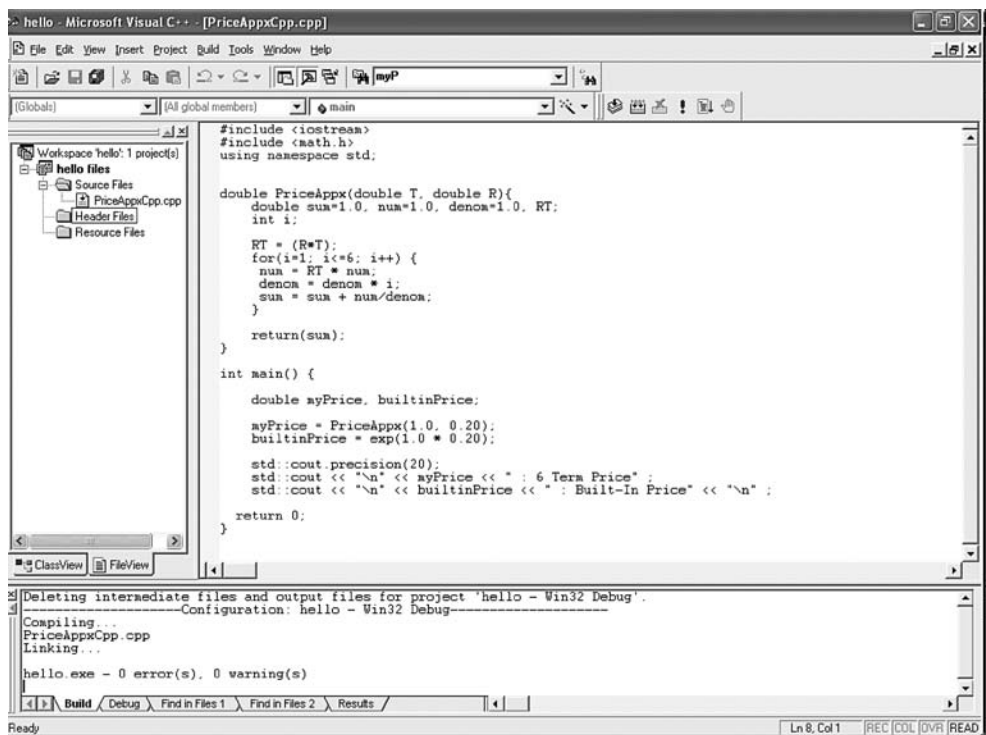 hello - Microsoft Visual C++ - [PriceAppxCpp.cpp]
File Edit View Insert Project Build Tools Window Help
myP
(Globals) (All global members) main
Workspace 'hello': 1 project(s)
hello files
Source Files
PriceAppxCpp.cpp
Header Files
Resource Files
ClassView FileView
#include <iostream>
#include <math.h>
using namespace std;
double PriceAppx(double T, double R){
double sum=1.0, num=1.0, denom=1.0, RT;
int i;
RT = (R*T);
for(i=1; i<=6; i++) {
num = RT * num;
denom = denom * i;
sum = sum + num/denom;
}
return(sum);
}
int main() {
double myPrice, builtinPrice;
myPrice = PriceAppx(1.0, 0.20);
builtinPrice = exp(1.0 * 0.20);
std::cout.precision(20);
std::cout << "\n" << myPrice << " : 6 Term Price" ;
std::cout << "\n" << builtinPrice << " : Built-In Price" << "\n" ;
return 0;
}
Deleting intermediate files and output files for project 'hello - Win32 Debug'.
--------------------Configuration: hello - Win32 Debug--------------------
Compiling...
PriceAppxCpp.cpp
Linking...
hello.exe - 0 error(s), 0 warning(s)
Build Debug Find in Files 1 Find in Files 2 Results
Ready Ln 8, Col 1 REC COL OVR READ